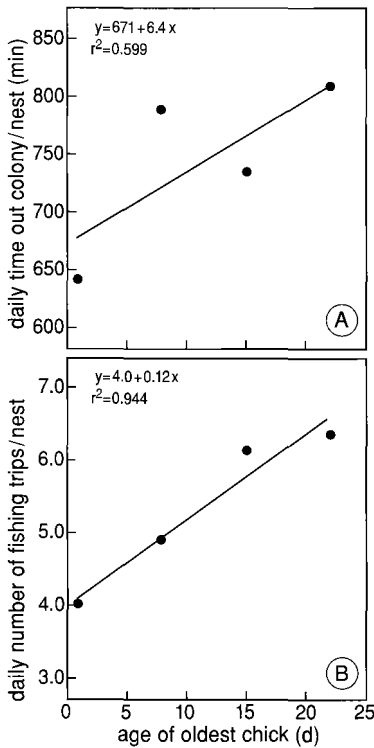 850
800
750
700
650
600
daily time out colony/nest (min)
y=671+6.4x
r²=0.599
A
7.0
6.0
5.0
4.0
3.0
daily number of fishing trips/nest
y=4.0+0.12x
r²=0.944
B
0 5 10 15 20 25
age of oldest chick (d)